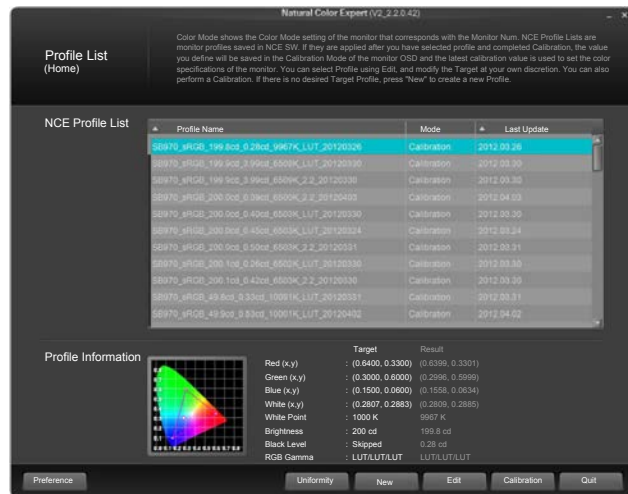 Natural Color Expert (V2_2.2.0.42)
Profile List
(Home)
Color Mode shows the Color Mode setting of the monitor that corresponds with the Monitor Num. NCE Profile Lists are
monitor profiles saved in NCE SW. If they are applied after you have selected profile and completed Calibration, the value
you define will be saved in the Calibration Mode of the monitor OSD and the latest calibration value is used to set the color
specifications of the monitor. You can select Profile using Edit, and modify the Target at your own discretion. You can also
perform a Calibration. If there is no desired Target Profile, press "New" to create a new Profile.
NCE Profile List
Profile Name Mode Last Update
SB970_sRGB_199.8cd_0.28cd_9967K_LUT_20120326 Calibration 2012.03.26
SB970_sRGB_199.9cd_3.99cd_6508K_LUT_20120330 Calibration 2012.03.30
SB970_sRGB_199.9cd_3.99cd_6509K_2.2_20120330 Calibration 2012.03.30
SB970_sRGB_200.0cd_0.39cd_6500K_2.2_20120403 Calibration 2012.04.03
SB970_sRGB_200.0cd_0.40cd_6503K_LUT_20120330 Calibration 2012.03.30
SB970_sRGB_200.0cd_0.45cd_6503K_LUT_20120324 Calibration 2012.03.24
SB970_sRGB_200.0cd_0.50cd_6503K_2.2_20120331 Calibration 2012.03.31
SB970_sRGB_200.1cd_0.26cd_6502K_LUT_20120330 Calibration 2012.03.30
SB970_sRGB_200.1cd_0.42cd_6503K_2.2_20120330 Calibration 2012.03.30
SB970_sRGB_49.8cd_0.33cd_10091K_LUT_20120331 Calibration 2012.03.31
SB970_sRGB_49.9cd_9.83cd_10001K_LUT_20120402 Calibration 2012.04.02
Profile Information
Target Result
Red (x,y) : (0.6400, 0.3300) (0.6399, 0.3301)
Green (x,y) : (0.3000, 0.6000) (0.2996, 0.5999)
Blue (x,y) : (0.1500, 0.0600) (0.1558, 0.0634)
White (x,y) : (0.2807, 0.2883) (0.2809, 0.2885)
White Point : 1000 K 9967 K
Brightness : 200 cd 199.8 cd
Black Level : Skipped 0.28 cd
RGB Gamma : LUT/LUT/LUT LUT/LUT/LUT
Preference Uniformity New Edit Calibration Quit